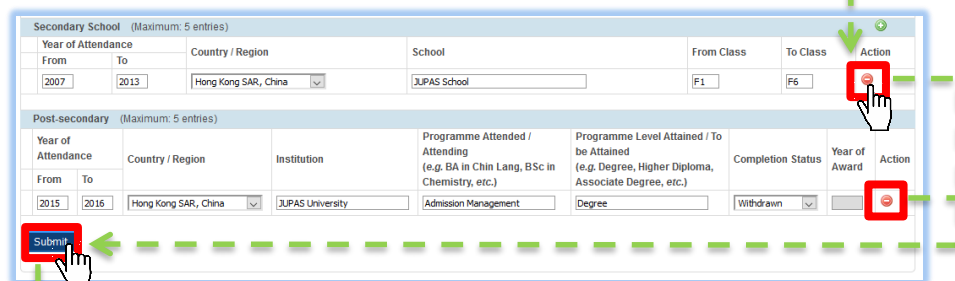 Secondary School (Maximum: 5 entries)
Year of Attendance Country / Region School From Class To Class Action
From To
2007 2013 Hong Kong SAR, China JUPAS School F1 F6
Post-secondary (Maximum: 5 entries)
Year of Attendance Country / Region Institution Programme Attended / Attending (e.g. BA in Chin Lang, BSc in Chemistry, etc.) Programme Level Attained / To be Attained (e.g. Degree, Higher Diploma, Associate Degree, etc.) Completion Status Year of Award Action
From To
2015 2016 Hong Kong SAR, China JUPAS University Admission Management Degree Withdrawn
Submit